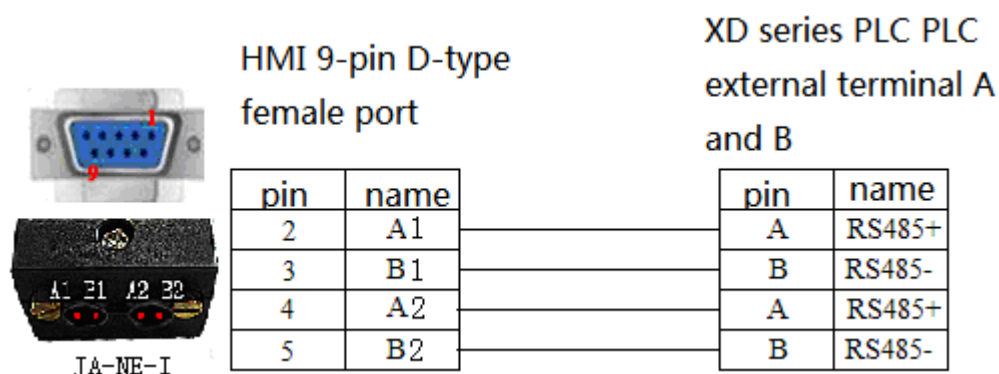 HMI 9-pin D-type
female port
XD series PLC PLC
external terminal A
and B
1
9
A1 B1 A2 B2
JA-NE-I
pin name
2 A1
3 B1
4 A2
5 B2
pin name
A RS485+
B RS485-
A RS485+
B RS485-